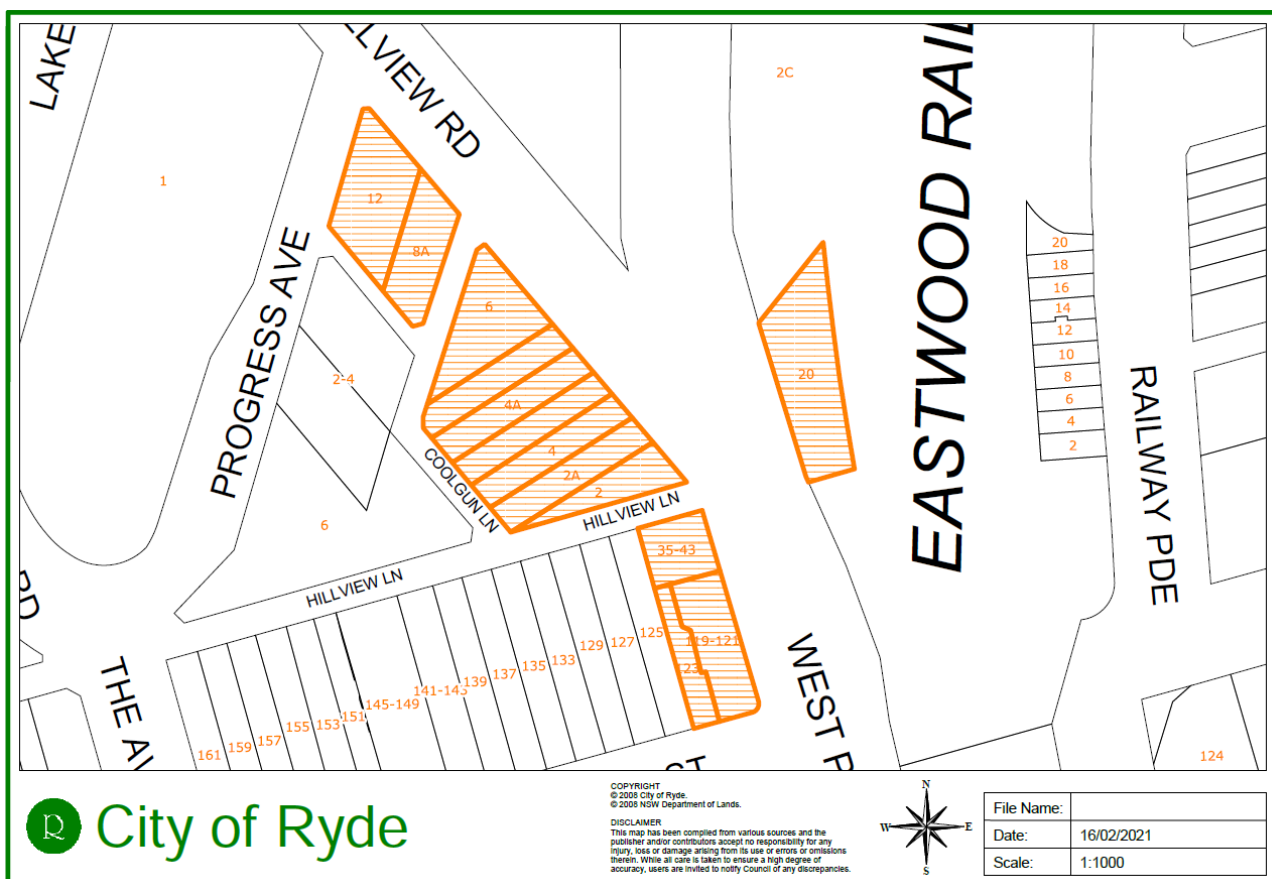 LAKE
LLVIEW RD
2C
EASTWOOD RAIL
1
12
8A
PROGRESS AVE
6
20
20
18
16
14
12
10
8
6
4
2
2-4
4A
4
2A
2
COOLGUN LN
HILLVIEW LN
RAILWAY PDE
6
35-43
HILLVIEW LN
RD
THE AV
119-121
123
125
127
129
133
135
137
139
141-143
145-149
151
153
155
157
159
161
WEST P
ST
124
R City of Ryde
COPYRIGHT
© 2008 City of Ryde.
© 2008 NSW Department of Lands.
DISCLAIMER
This map has been compiled from various sources and the
publisher and/or contributors accept no responsibility for any
injury, loss or damage arising from its use or errors or omissions
therein. While all care is taken to ensure a high degree of
accuracy, users are invited to notify Council of any discrepancies.
N
W E
S
File Name:
Date: 16/02/2021
Scale: 1:1000